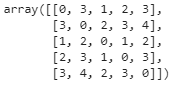 array([[0, 3, 1, 2, 3],
[3, 0, 2, 3, 4],
[1, 2, 0, 1, 2],
[2, 3, 1, 0, 3],
[3, 4, 2, 3, 0]])